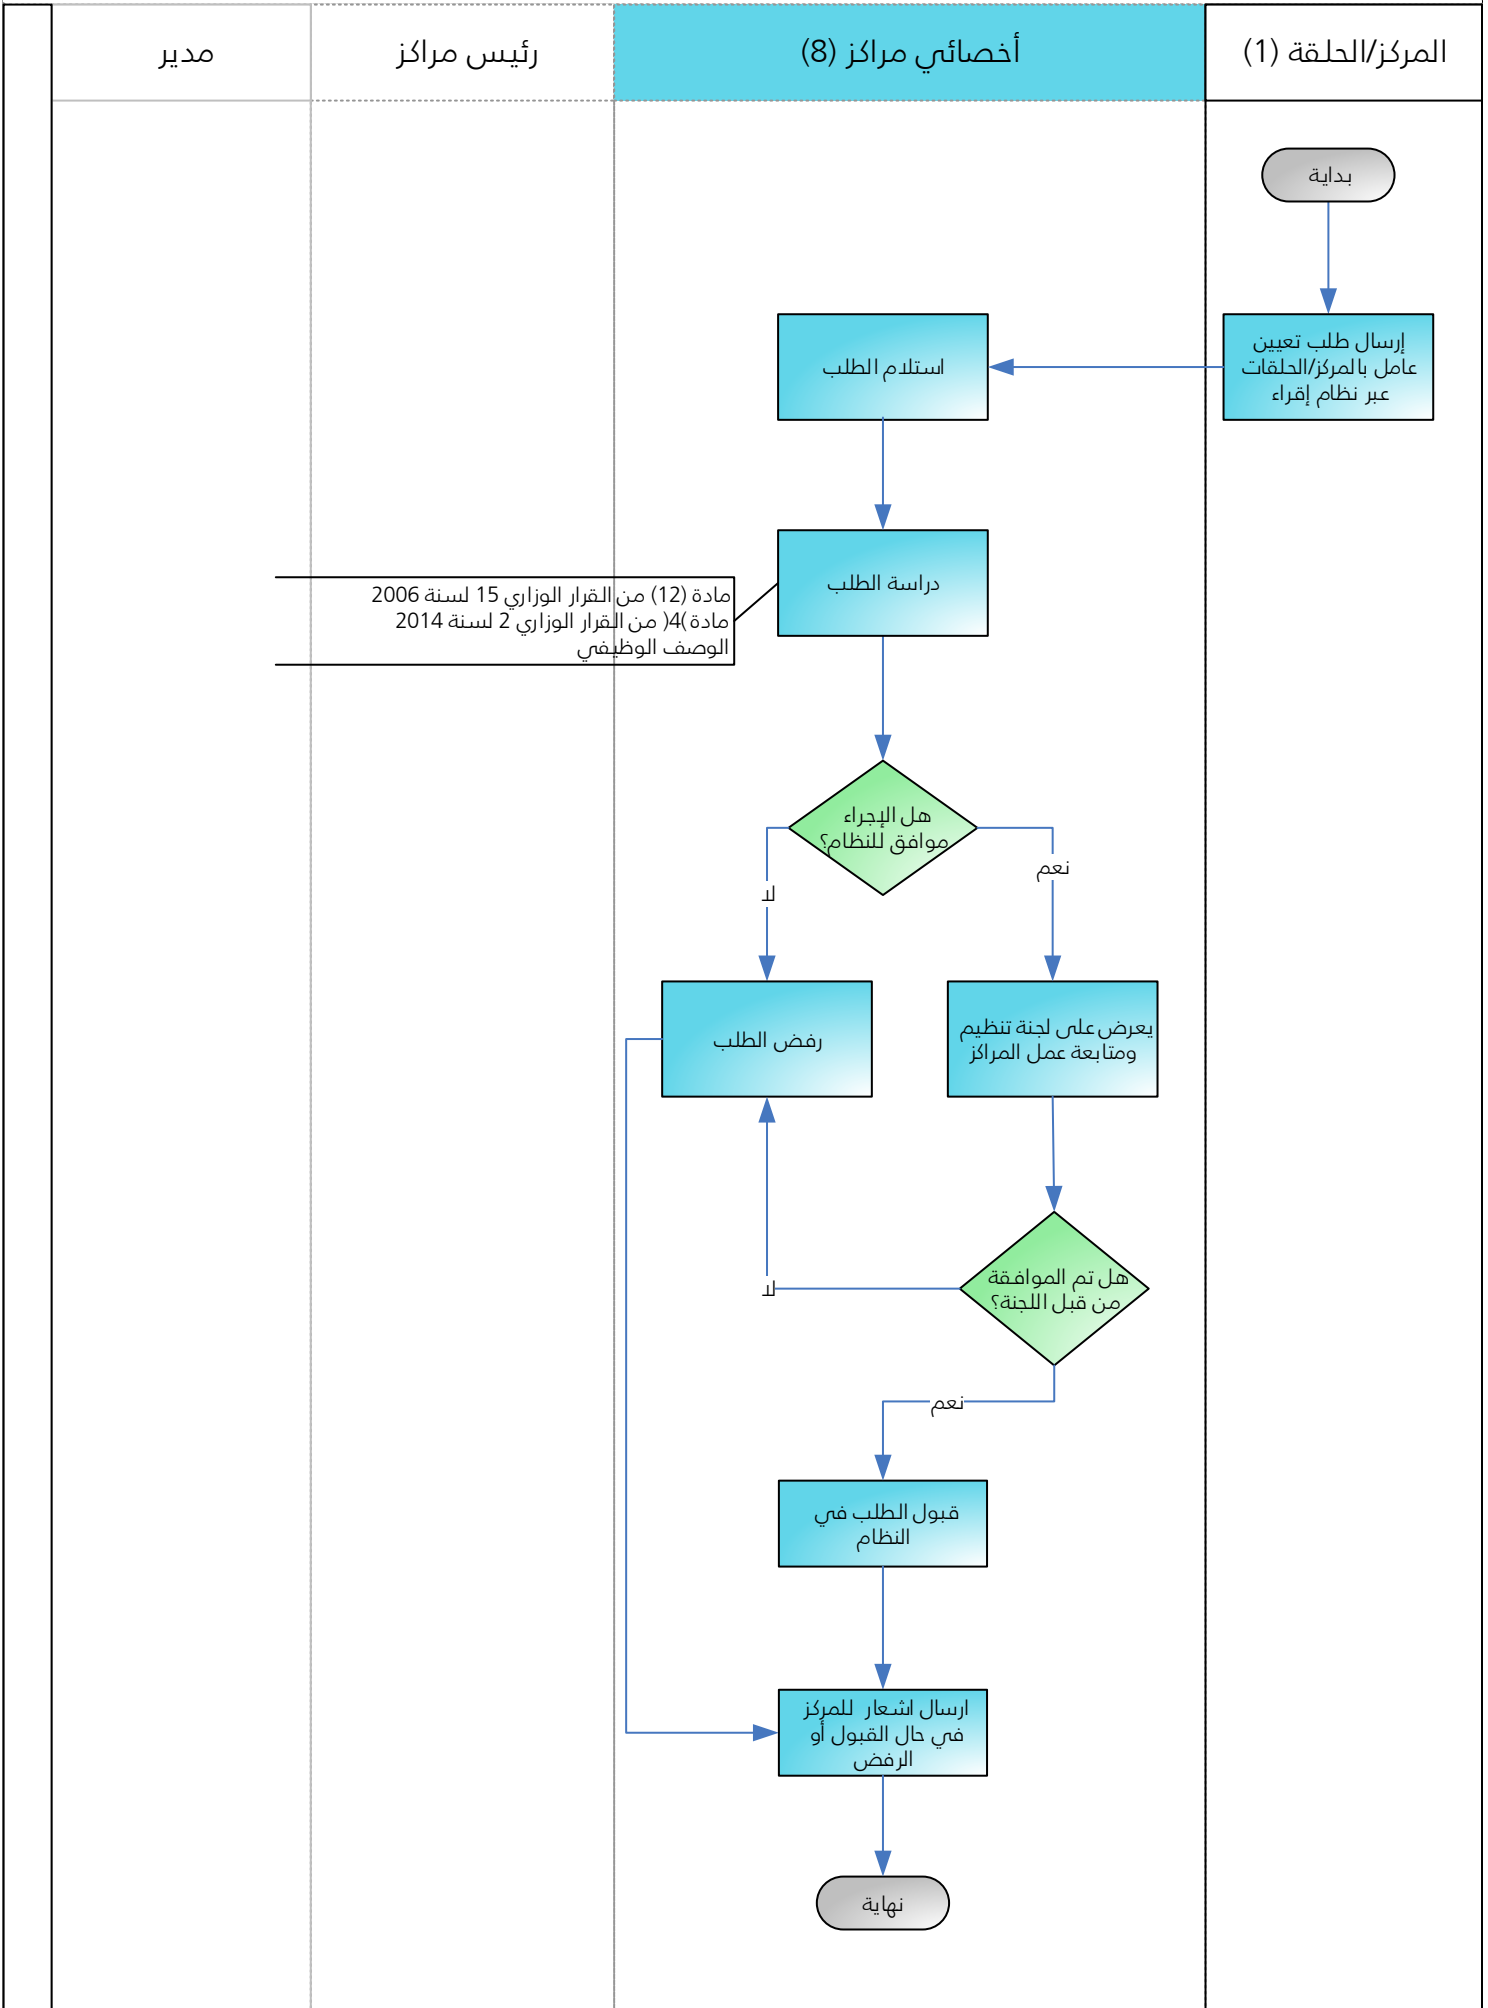 المركز/الحلقة (1)
أخصائي مراكز (8)
رئيس مراكز
مدير
بداية
إرسال طلب تعيين
عامل بالمركز/الحلقات
عبر نظام إقراء
استلام الطلب
دراسة الطلب
مادة (12) من القرار الوزاري 15 لسنة 2006
مادة )4( من القرار الوزاري 2 لسنة 2014
الوصف الوظيفي
هل الإجراء
موافق للنظام؟
نعم
لا
يعرض على لجنة تنظيم
ومتابعة عمل المراكز
رفض الطلب
هل تم الموافقة
من قبل اللجنة؟
لا
نعم
قبول الطلب في
النظام
ارسال اشعار للمركز
في حال القبول أو
الرفض
نهاية